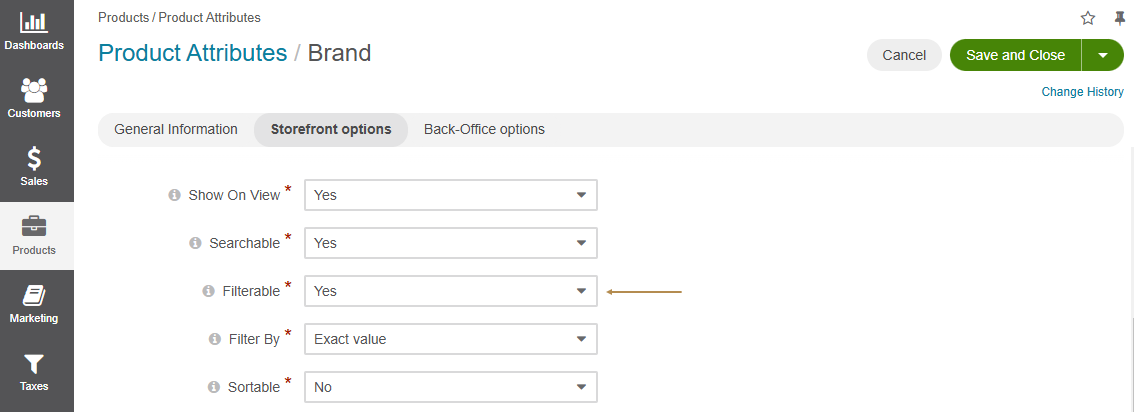 Dashboards
Customers
$
Sales
Products
Marketing
Taxes
Products / Product Attributes
Product Attributes / Brand
Cancel
Save and Close
Change History
General Information
Storefront options
Back-Office options
Show On View * Yes
Searchable * Yes
Filterable * Yes
Filter By * Exact value
Sortable * No